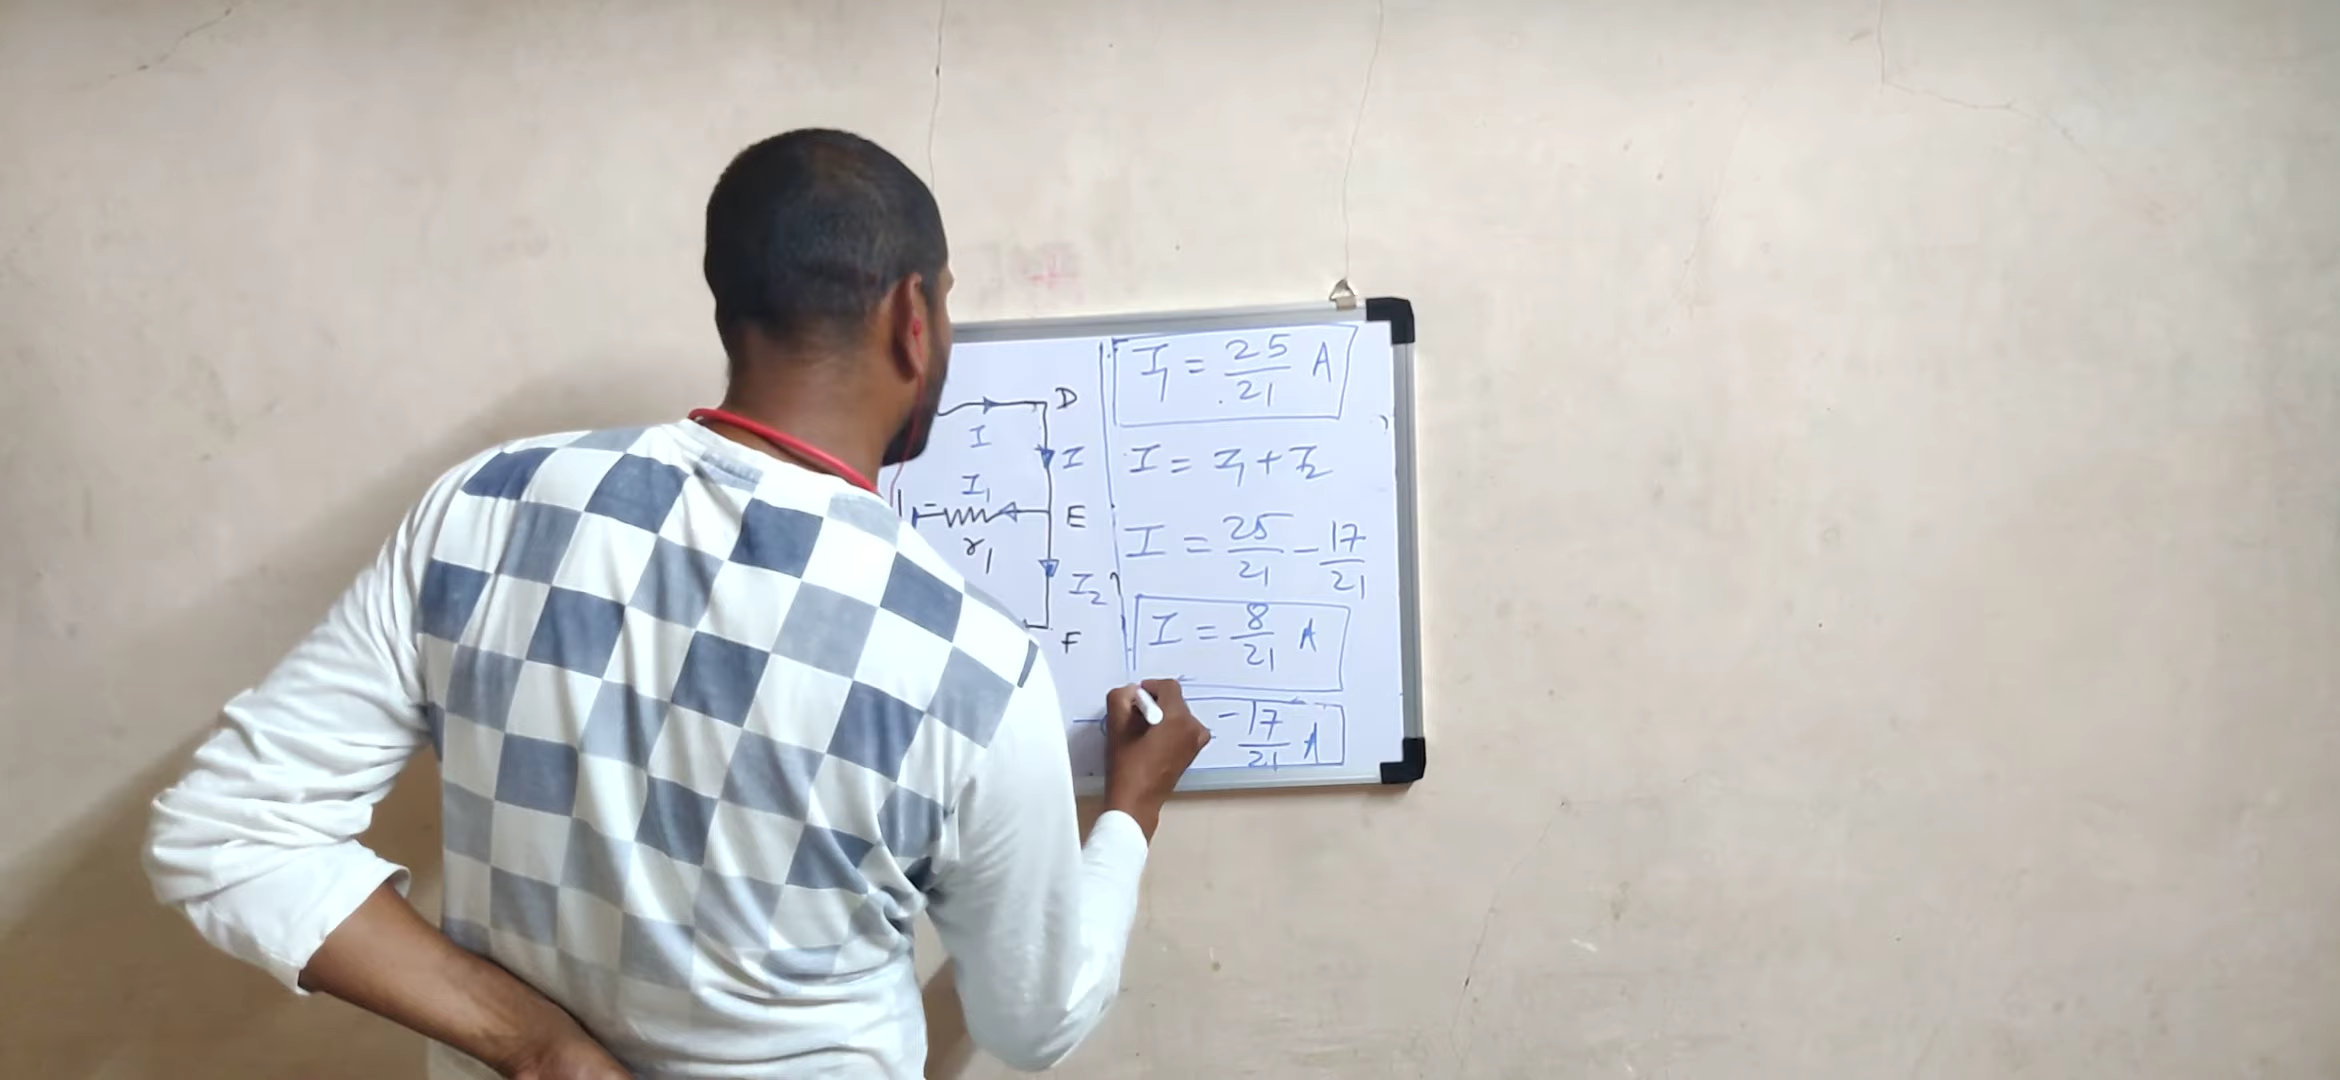 D
I
I
I₁
E
r₁
I₂
F
I₁ = 25/21 A
I = I₁ + I₂
I = 25/21 - 17/21
I = 8/21 A
-17/21 A